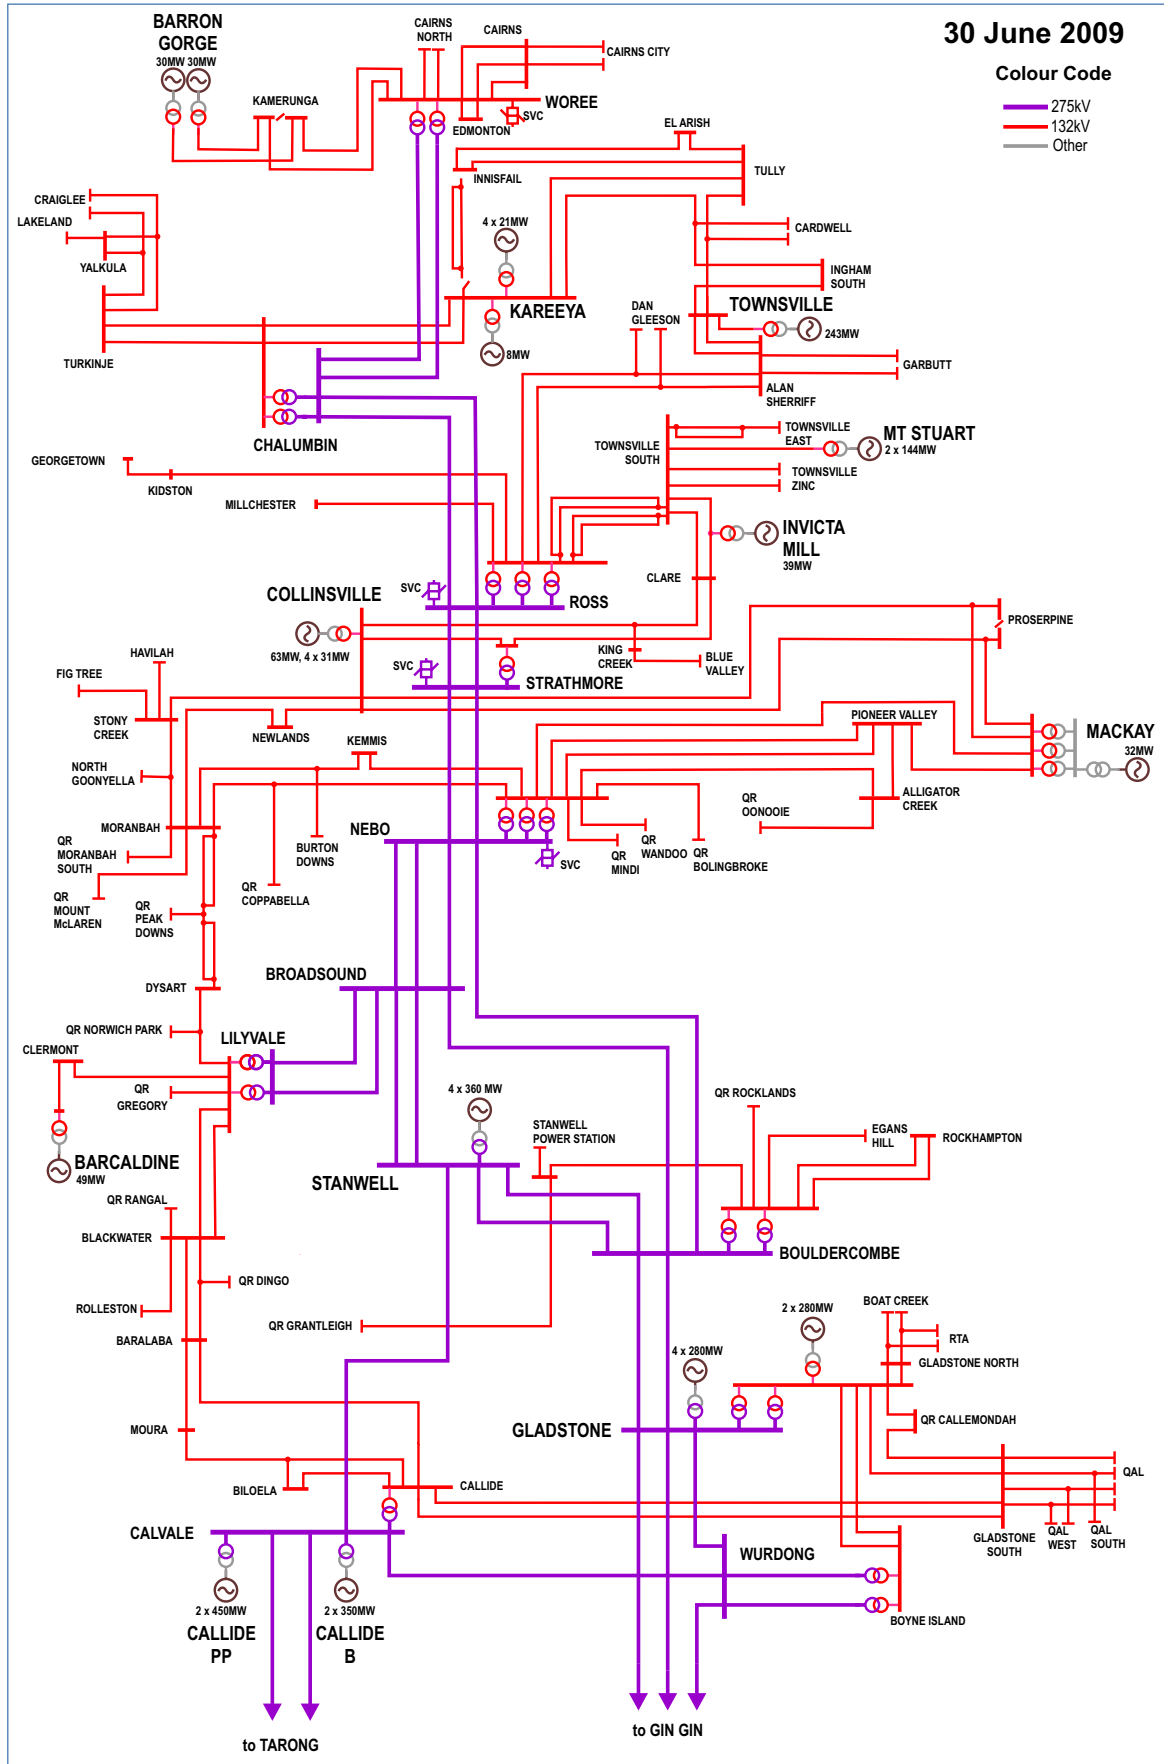 30 June 2009
Colour Code
275kV
132kV
Other
BARRON
GORGE
30MW 30MW
KAMERUNGA
CAIRNS
NORTH
CAIRNS
CAIRNS CITY
WOREE
EDMONTON
SVC
EL ARISH
INNISFAIL
TULLY
CRAIGLEE
LAKELAND
YALKULA
4 x 21MW
CARDWELL
INGHAM
SOUTH
KAREEYA
8MW
TURKINJE
DAN
GLEESON
TOWNSVILLE
243MW
GARBUTT
ALAN
SHERRIFF
CHALUMBIN
TOWNSVILLE
SOUTH
TOWNSVILLE
EAST
MT STUART
2 x 144MW
TOWNSVILLE
ZINC
GEORGETOWN
KIDSTON
MILLCHESTER
INVICTA
MILL
39MW
CLARE
SVC
ROSS
COLLINSVILLE
63MW, 4 x 31MW
PROSERPINE
KING
CREEK
BLUE
VALLEY
SVC
STRATHMORE
HAVILAH
FIG TREE
STONY
CREEK
NEWLANDS
KEMMIS
PIONEER VALLEY
MACKAY
32MW
NORTH
GOONYELLA
MORANBAH
QR
MORANBAH
SOUTH
QR
MOUNT
McLAREN
QR
PEAK
DOWNS
BURTON
DOWNS
QR
COPPABELLA
NEBO
SVC
QR
MINDI
QR
WANDOO
QR
BOLINGBROKE
QR
OONOOIE
ALLIGATOR
CREEK
DYSART
BROADSOUND
QR NORWICH PARK
LILYVALE
CLERMONT
QR
GREGORY
BARCALDINE
49MW
4 x 360 MW
STANWELL
STANWELL
POWER STATION
QR ROCKLANDS
EGANS
HILL
ROCKHAMPTON
QR RANGAL
BLACKWATER
BOULDERCOMBE
QR DINGO
ROLLESTON
QR GRANTLEIGH
BARALABA
2 x 280MW
BOAT CREEK
RTA
GLADSTONE NORTH
4 x 280MW
GLADSTONE
QR CALLEMONDAH
MOURA
BILOELA
CALLIDE
QAL
GLADSTONE
SOUTH
QAL
WEST
QAL
SOUTH
CALVALE
WURDONG
2 x 450MW
CALLIDE
PP
2 x 350MW
CALLIDE
B
BOYNE ISLAND
to TARONG
to GIN GIN